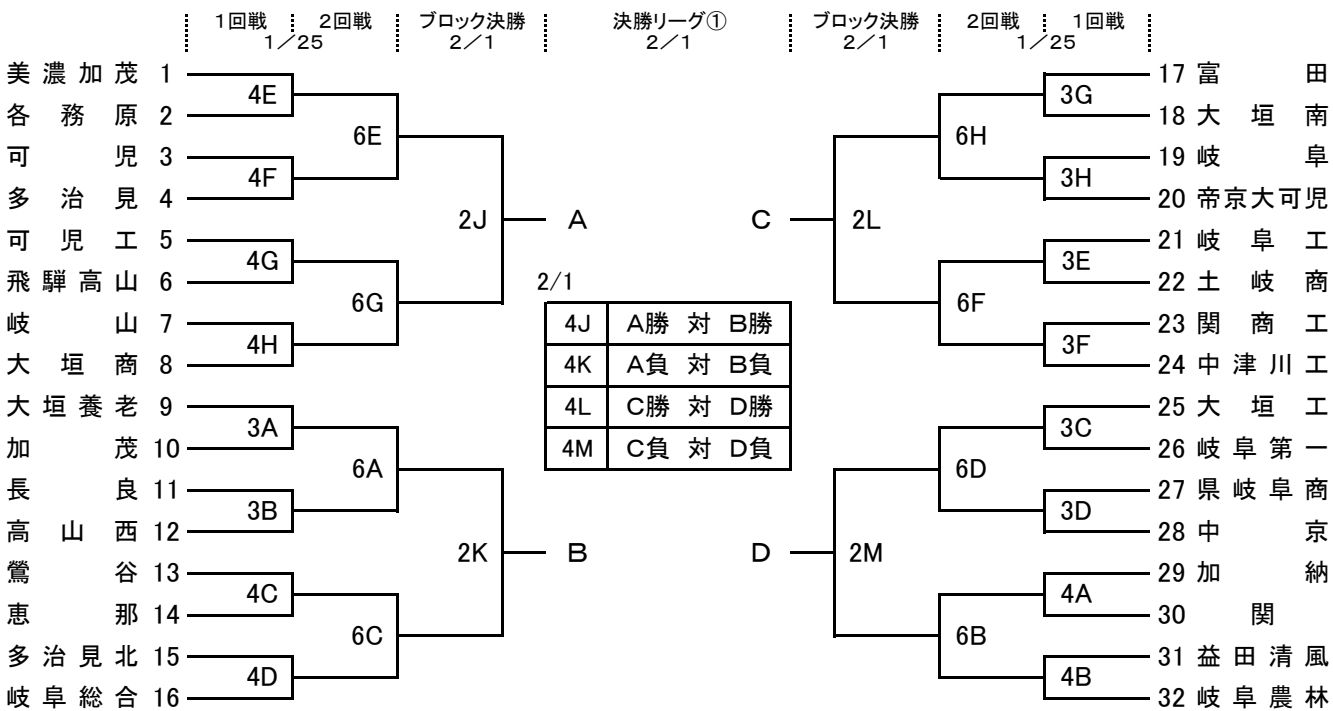 1回戦 2回戦 ブロック決勝 決勝リーグ① ブロック決勝 2回戦 1回戦
1／25 2／1 2／1 2／1 1／25
美濃加茂 1
4E
各務原 2
6E
可児 3
4F
多治見 4
2J A
可児工 5
4G
飛騨高山 6
6G
岐山 7
4H
大垣商 8
大垣養老 9
3A
加茂 10
6A
長良 11
3B
高山西 12
2K B
鶯谷 13
4C
恵那 14
6C
多治見北 15
4D
岐阜総合 16
2/1
4J A勝 対 B勝
4K A負 対 B負
4L C勝 対 D勝
4M C負 対 D負
17 富田
3G
18 大垣南
6H
19 岐阜
3H
20 帝京大可児
C 2L
21 岐阜工
3E
22 土岐商
6F
23 関商工
3F
24 中津川工
25 大垣工
3C
26 岐阜第一
6D
27 県岐阜商
3D
28 中京
D 2M
29 加納
4A
30 関
6B
31 益田清風
4B
32 岐阜農林